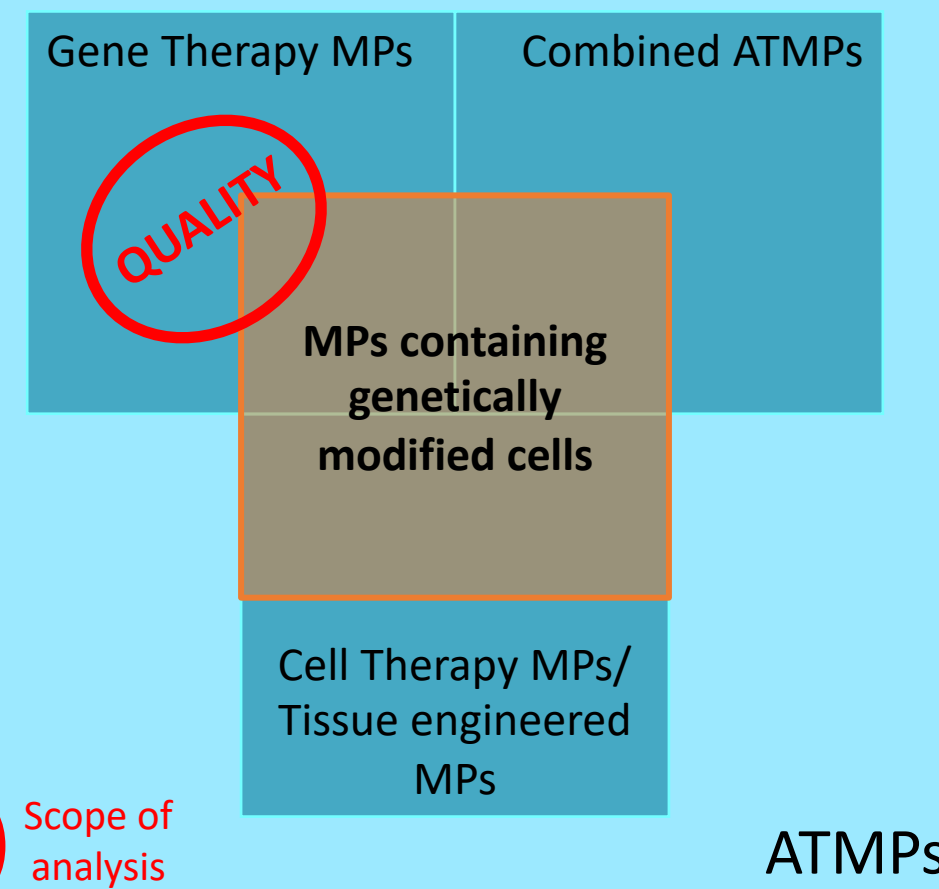 Gene Therapy MPs
Combined ATMPs
QUALITY
MPs containing
genetically
modified cells
Cell Therapy MPs/
Tissue engineered
MPs
Scope of
analysis
ATMPs